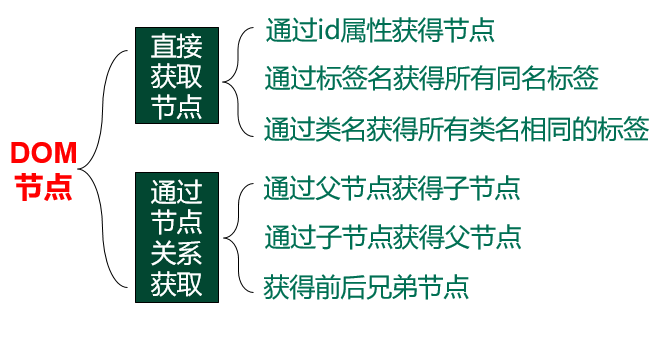 DOM
节点
直接
获取
节点
通过id属性获得节点
通过标签名获得所有同名标签
通过类名获得所有类名相同的标签
通过
节点
关系
获取
通过父节点获得子节点
通过子节点获得父节点
获得前后兄弟节点